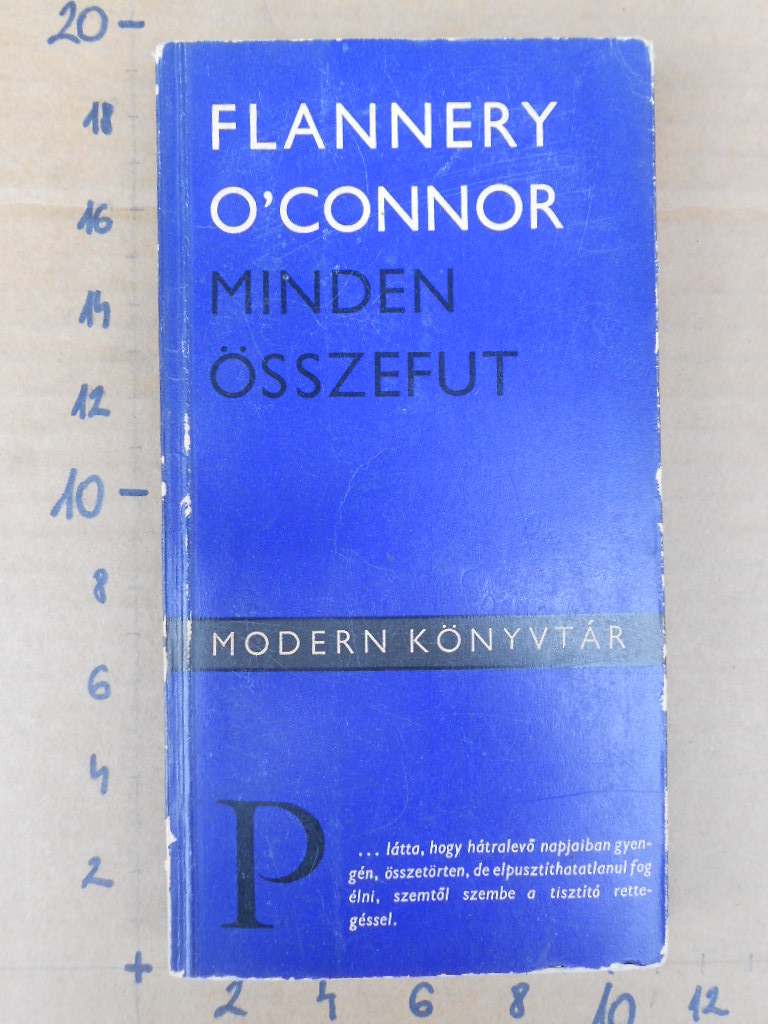 FLANNERY
O'CONNOR
MINDEN
ÖSSZEFUT
MODERN KÖNYVTÁR
P
... látta, hogy hátralevő napjaiban gyen-
gén, összetörten, de elpusztíthatatlanul fog
élni, szemtől szembe a tisztító rette-
géssel.
20
18
16
14
12
10
8
6
4
2
+
2 4 6 8 10 12